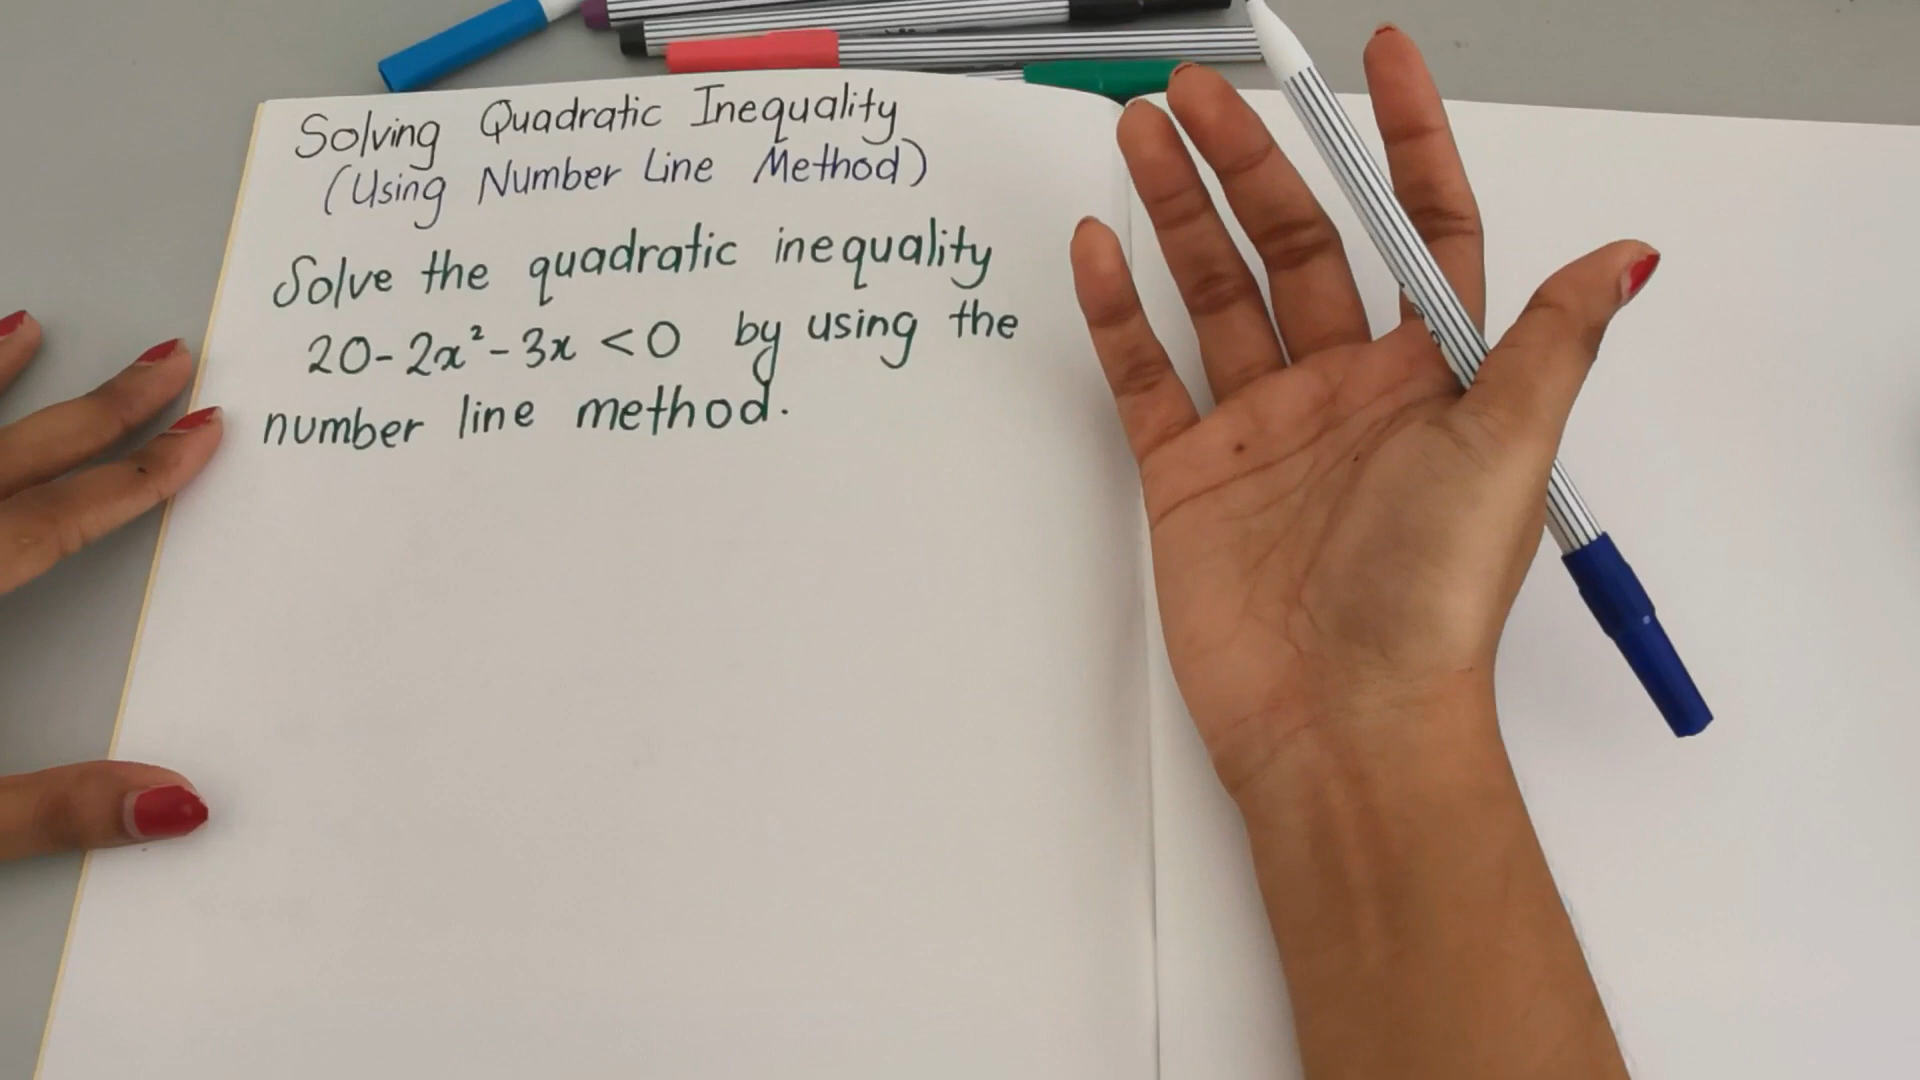 Solving Quadratic Inequality
(Using Number Line Method)
Solve the quadratic inequality
20-2x²-3x <0 by using the
number line method.